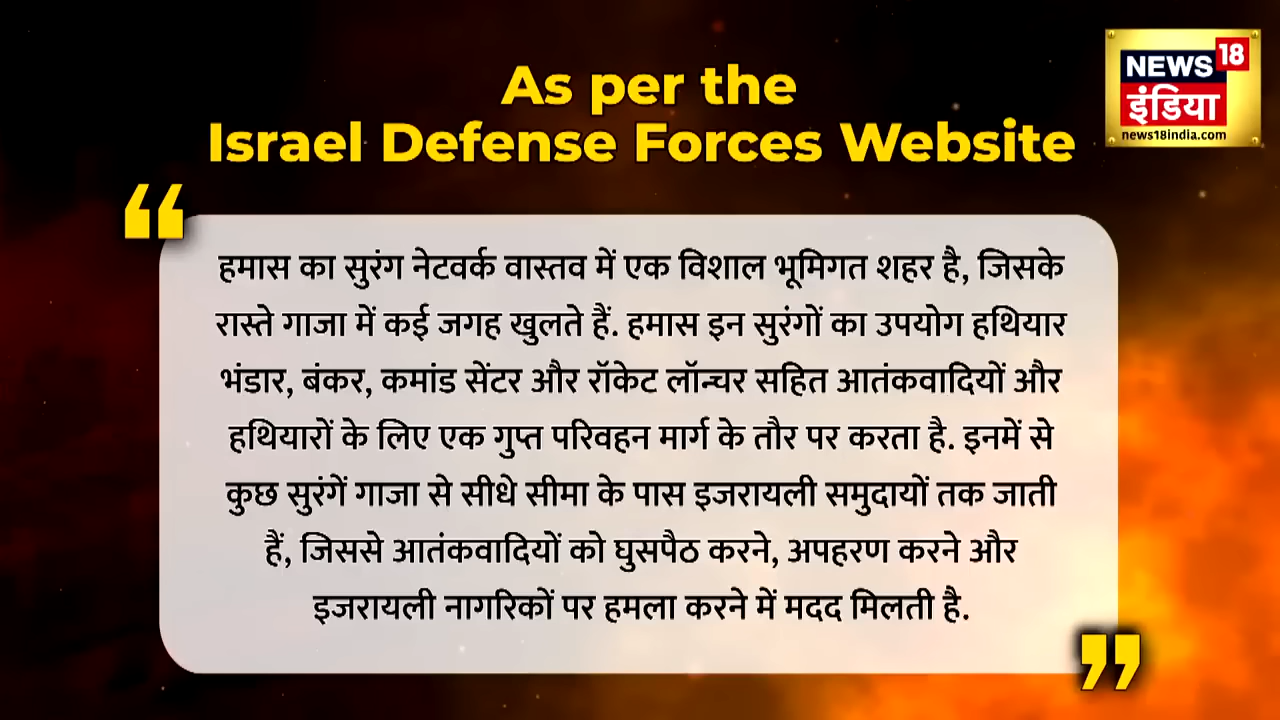 As per the
Israel Defense Forces Website
NEWS 18
इंडिया
news18india.com
“
हमास का सुरंग नेटवर्क वास्तव में एक विशाल भूमिगत शहर है, जिसके
रास्ते गाजा में कई जगह खुलते हैं. हमास इन सुरंगों का उपयोग हथियार
भंडार, बंकर, कमांड सेंटर और रॉकेट लॉन्चर सहित आतंकवादियों और
हथियारों के लिए एक गुप्त परिवहन मार्ग के तौर पर करता है. इनमें से
कुछ सुरंगें गाजा से सीधे सीमा के पास इजरायली समुदायों तक जाती
हैं, जिससे आतंकवादियों को घुसपैठ करने, अपहरण करने और
इजरायली नागरिकों पर हमला करने में मदद मिलती है.
”